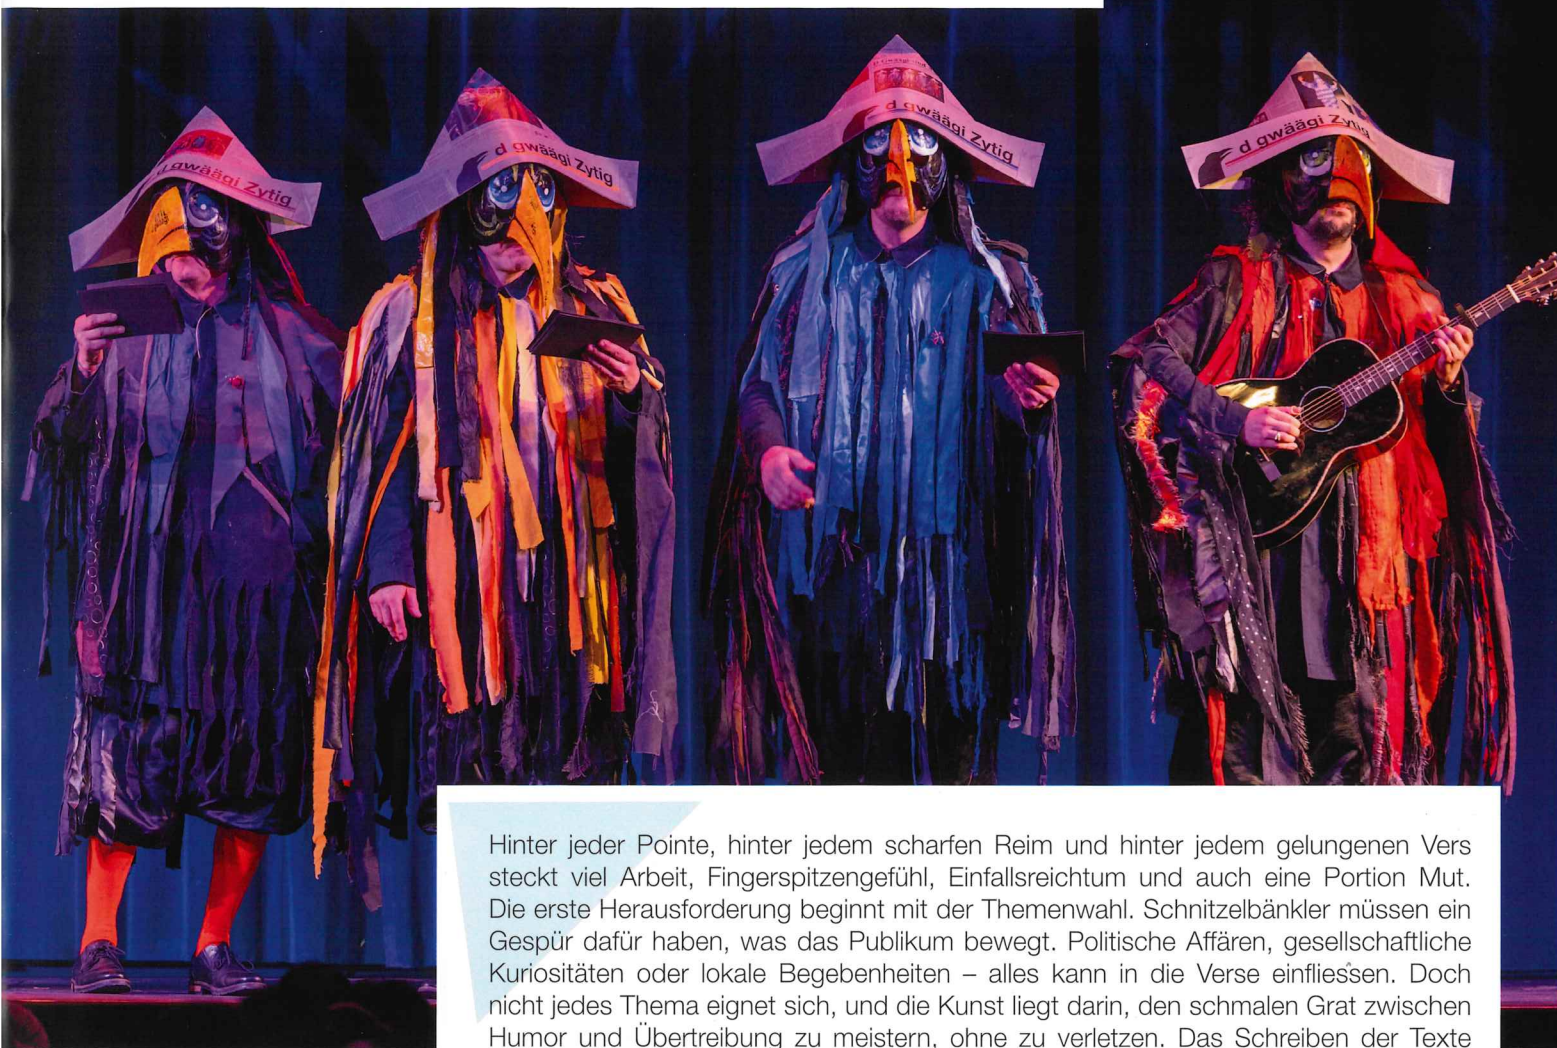 d gwäägi Zytig
d gwäägi Zytig
d gwäägi Zytig
d gwäägi Zytig
Hinter jeder Pointe, hinter jedem scharfen Reim und hinter jedem gelungenen Vers
steckt viel Arbeit, Fingerspitzengefühl, Einfallsreichtum und auch eine Portion Mut.
Die erste Herausforderung beginnt mit der Themenwahl. Schnitzelbänkler müssen ein
Gespür dafür haben, was das Publikum bewegt. Politische Affären, gesellschaftliche
Kuriositäten oder lokale Begebenheiten – alles kann in die Verse einfliessen. Doch
nicht jedes Thema eignet sich, und die Kunst liegt darin, den schmalen Grat zwischen
Humor und Übertreibung zu meistern, ohne zu verletzen. Das Schreiben der Texte